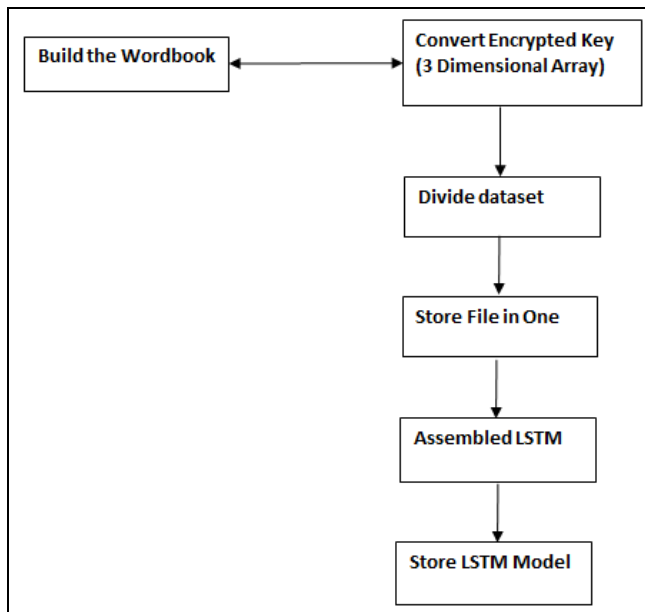 Build the Wordbook
Convert Encrypted Key
(3 Dimensional Array)
Divide dataset
Store File in One
Assembled LSTM
Store LSTM Model